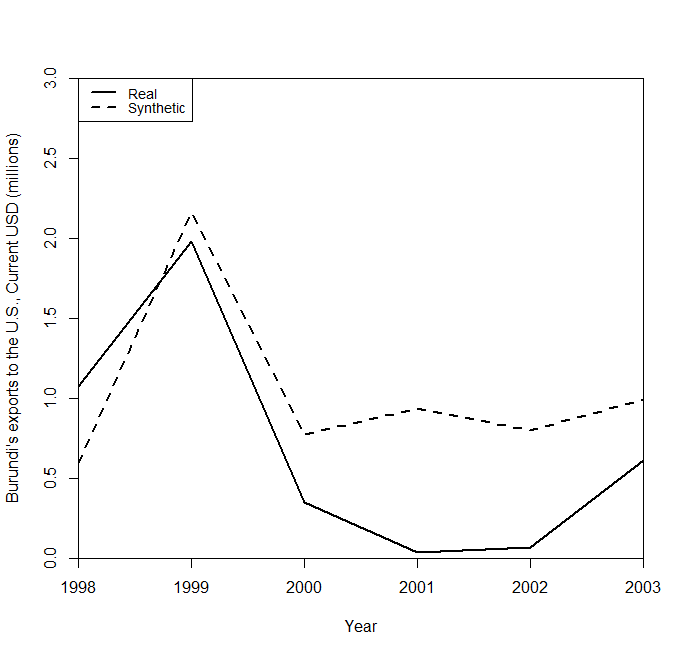 Real
Synthetic
Burundi's exports to the U.S., Current USD (millions)
3.0
2.5
2.0
1.5
1.0
0.5
0.0
1998 1999 2000 2001 2002 2003
Year